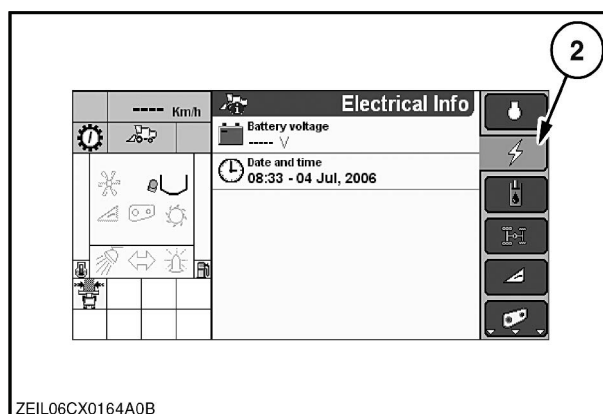 2
---- Km/h
Electrical Info
Battery voltage
----- V
Date and time
08:33 - 04 Jul, 2006
ZEIL06CX0164A0B